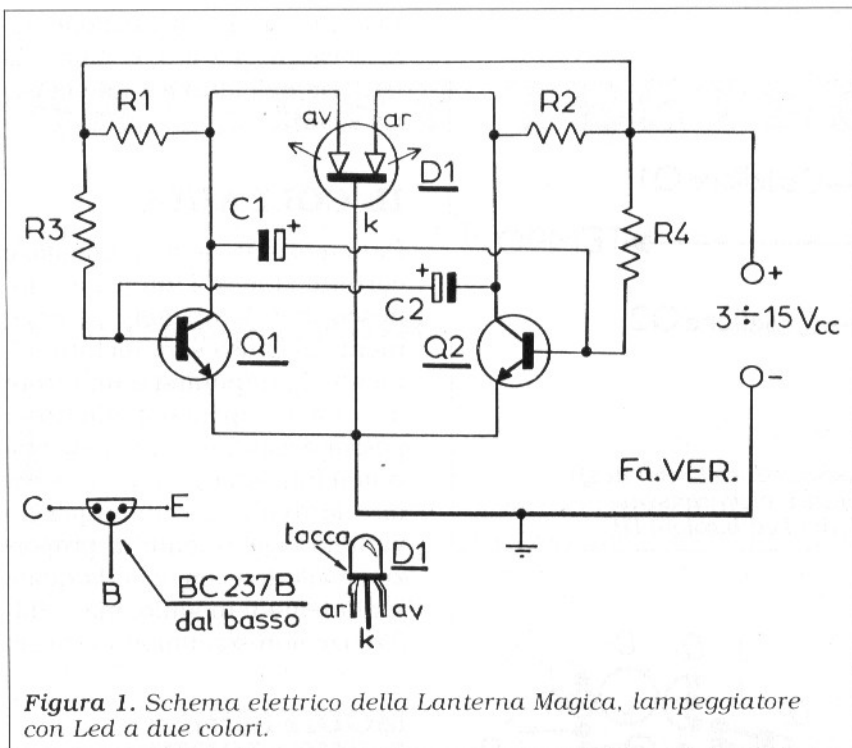 R1
R2
av
ar
D1
C1
+
k
R3
R4
C2
+
+
3÷15Vcc
Q1
Q2
-
Fa.VER.
C
E
tacca
D1
B
BC237B
dal basso
ar
av
k
Figura 1. Schema elettrico della Lanterna Magica, lampeggiatore
con Led a due colori.